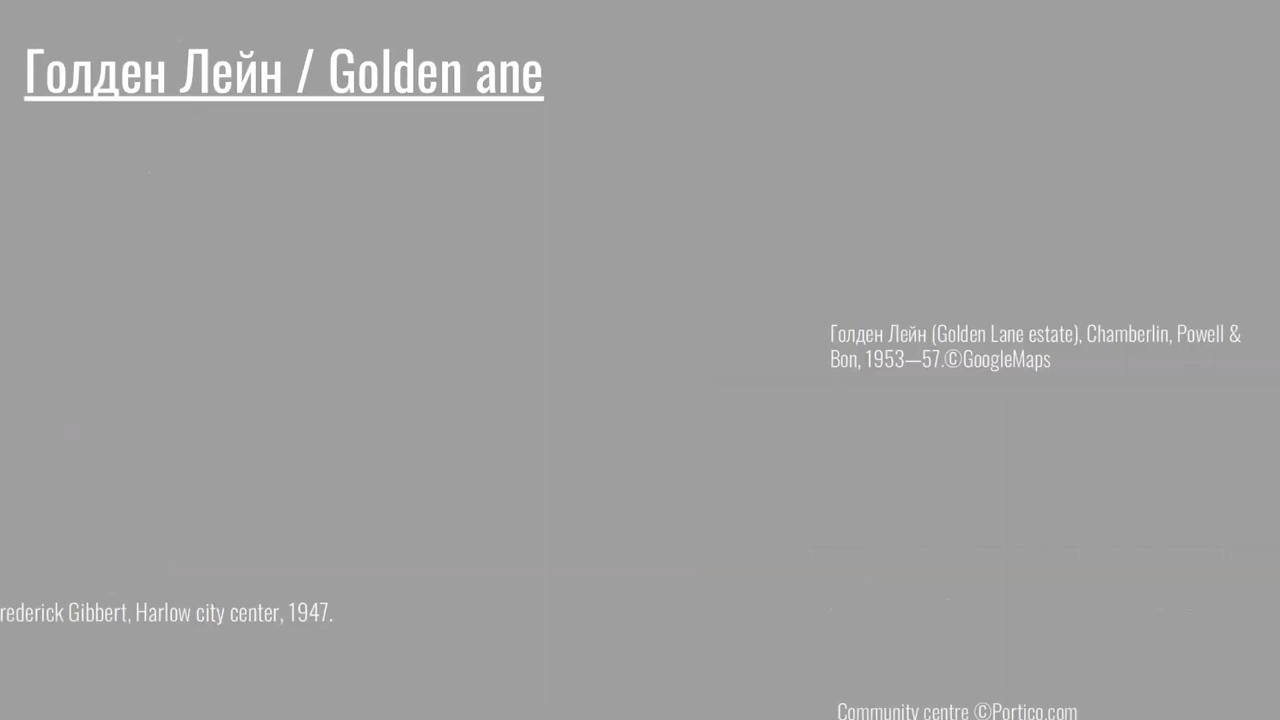 Голден Лейн / Golden ane
Голден Лейн (Golden Lane estate), Chamberlin, Powell &
Bon, 1953—57.©GoogleMaps
rederick Gibbert, Harlow city center, 1947.
Community centre ©Portico.com